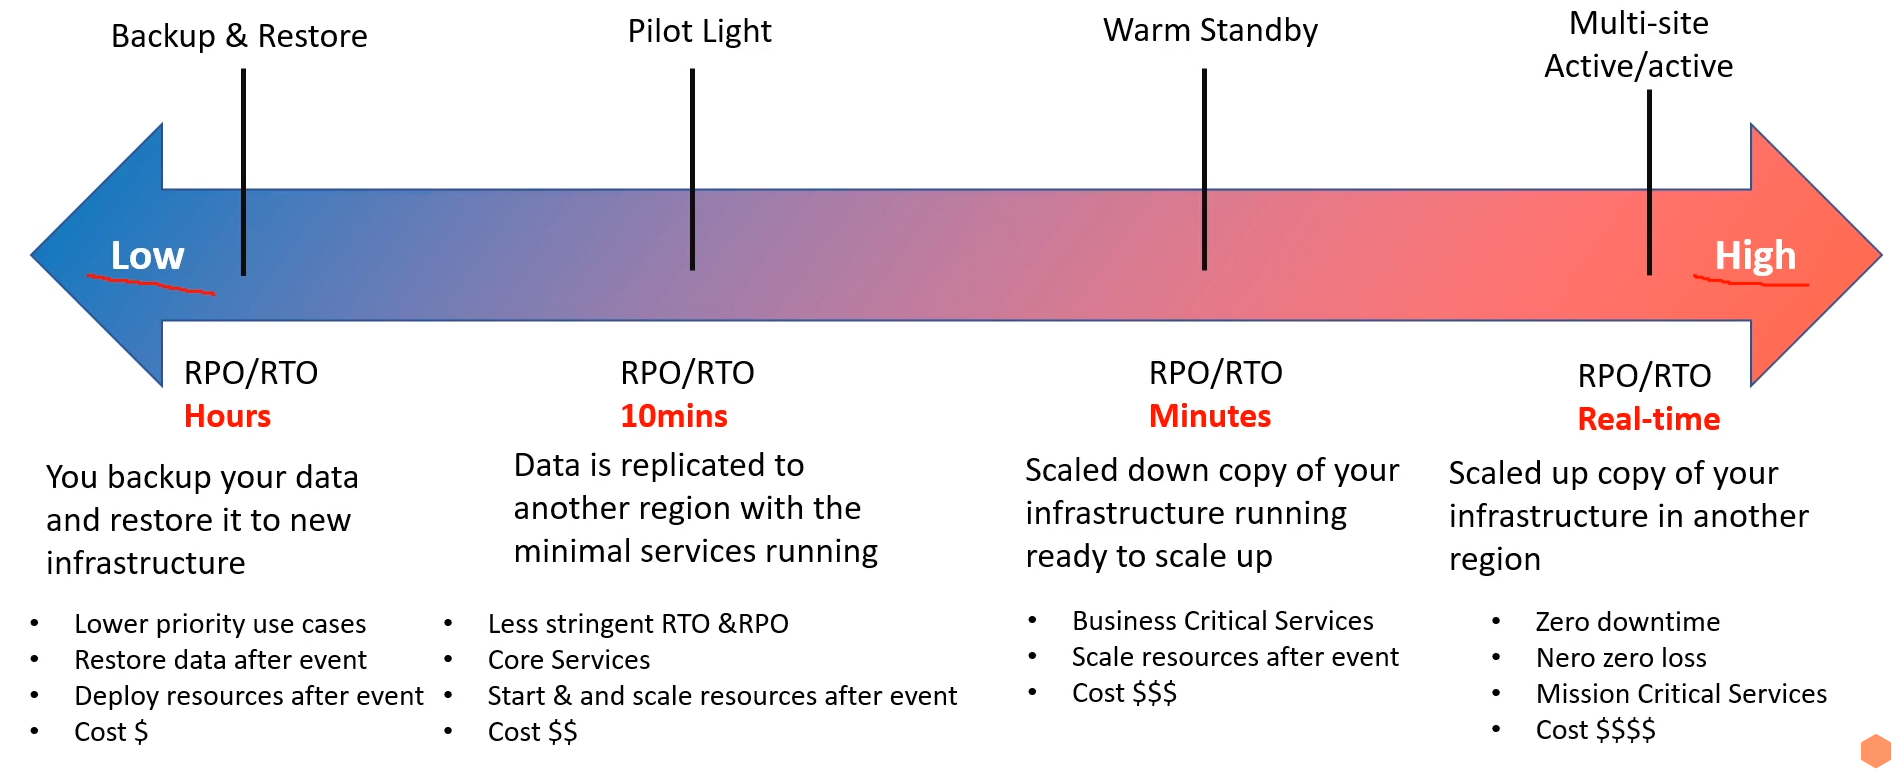 Backup & Restore
Pilot Light
Warm Standby
Multi-site
Active/active
Low
High
RPO/RTO
Hours
You backup your data
and restore it to new
infrastructure
• Lower priority use cases
• Restore data after event
• Deploy resources after event
• Cost $
RPO/RTO
10mins
Data is replicated to
another region with the
minimal services running
• Less stringent RTO &RPO
• Core Services
• Start & and scale resources after event
• Cost $$
RPO/RTO
Minutes
Scaled down copy of your
infrastructure running
ready to scale up
• Business Critical Services
• Scale resources after event
• Cost $$$
RPO/RTO
Real-time
Scaled up copy of your
infrastructure in another
region
• Zero downtime
• Nero zero loss
• Mission Critical Services
• Cost $$$$